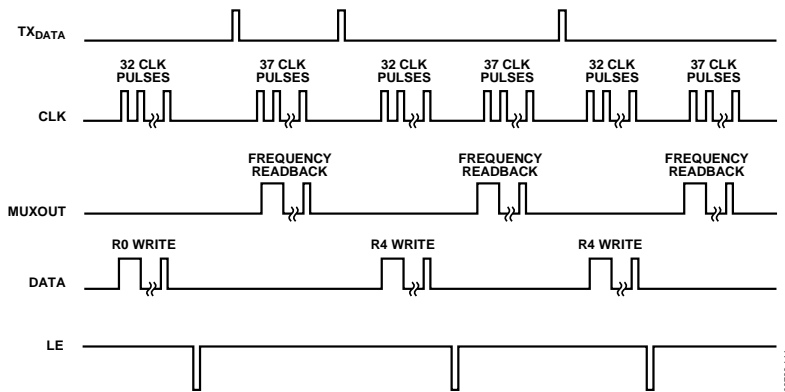 TXDATA
32 CLK PULSES 37 CLK PULSES 32 CLK PULSES 37 CLK PULSES 32 CLK PULSES 37 CLK PULSES
CLK
FREQUENCY READBACK FREQUENCY READBACK FREQUENCY READBACK
MUXOUT
R0 WRITE R4 WRITE R4 WRITE
DATA
LE